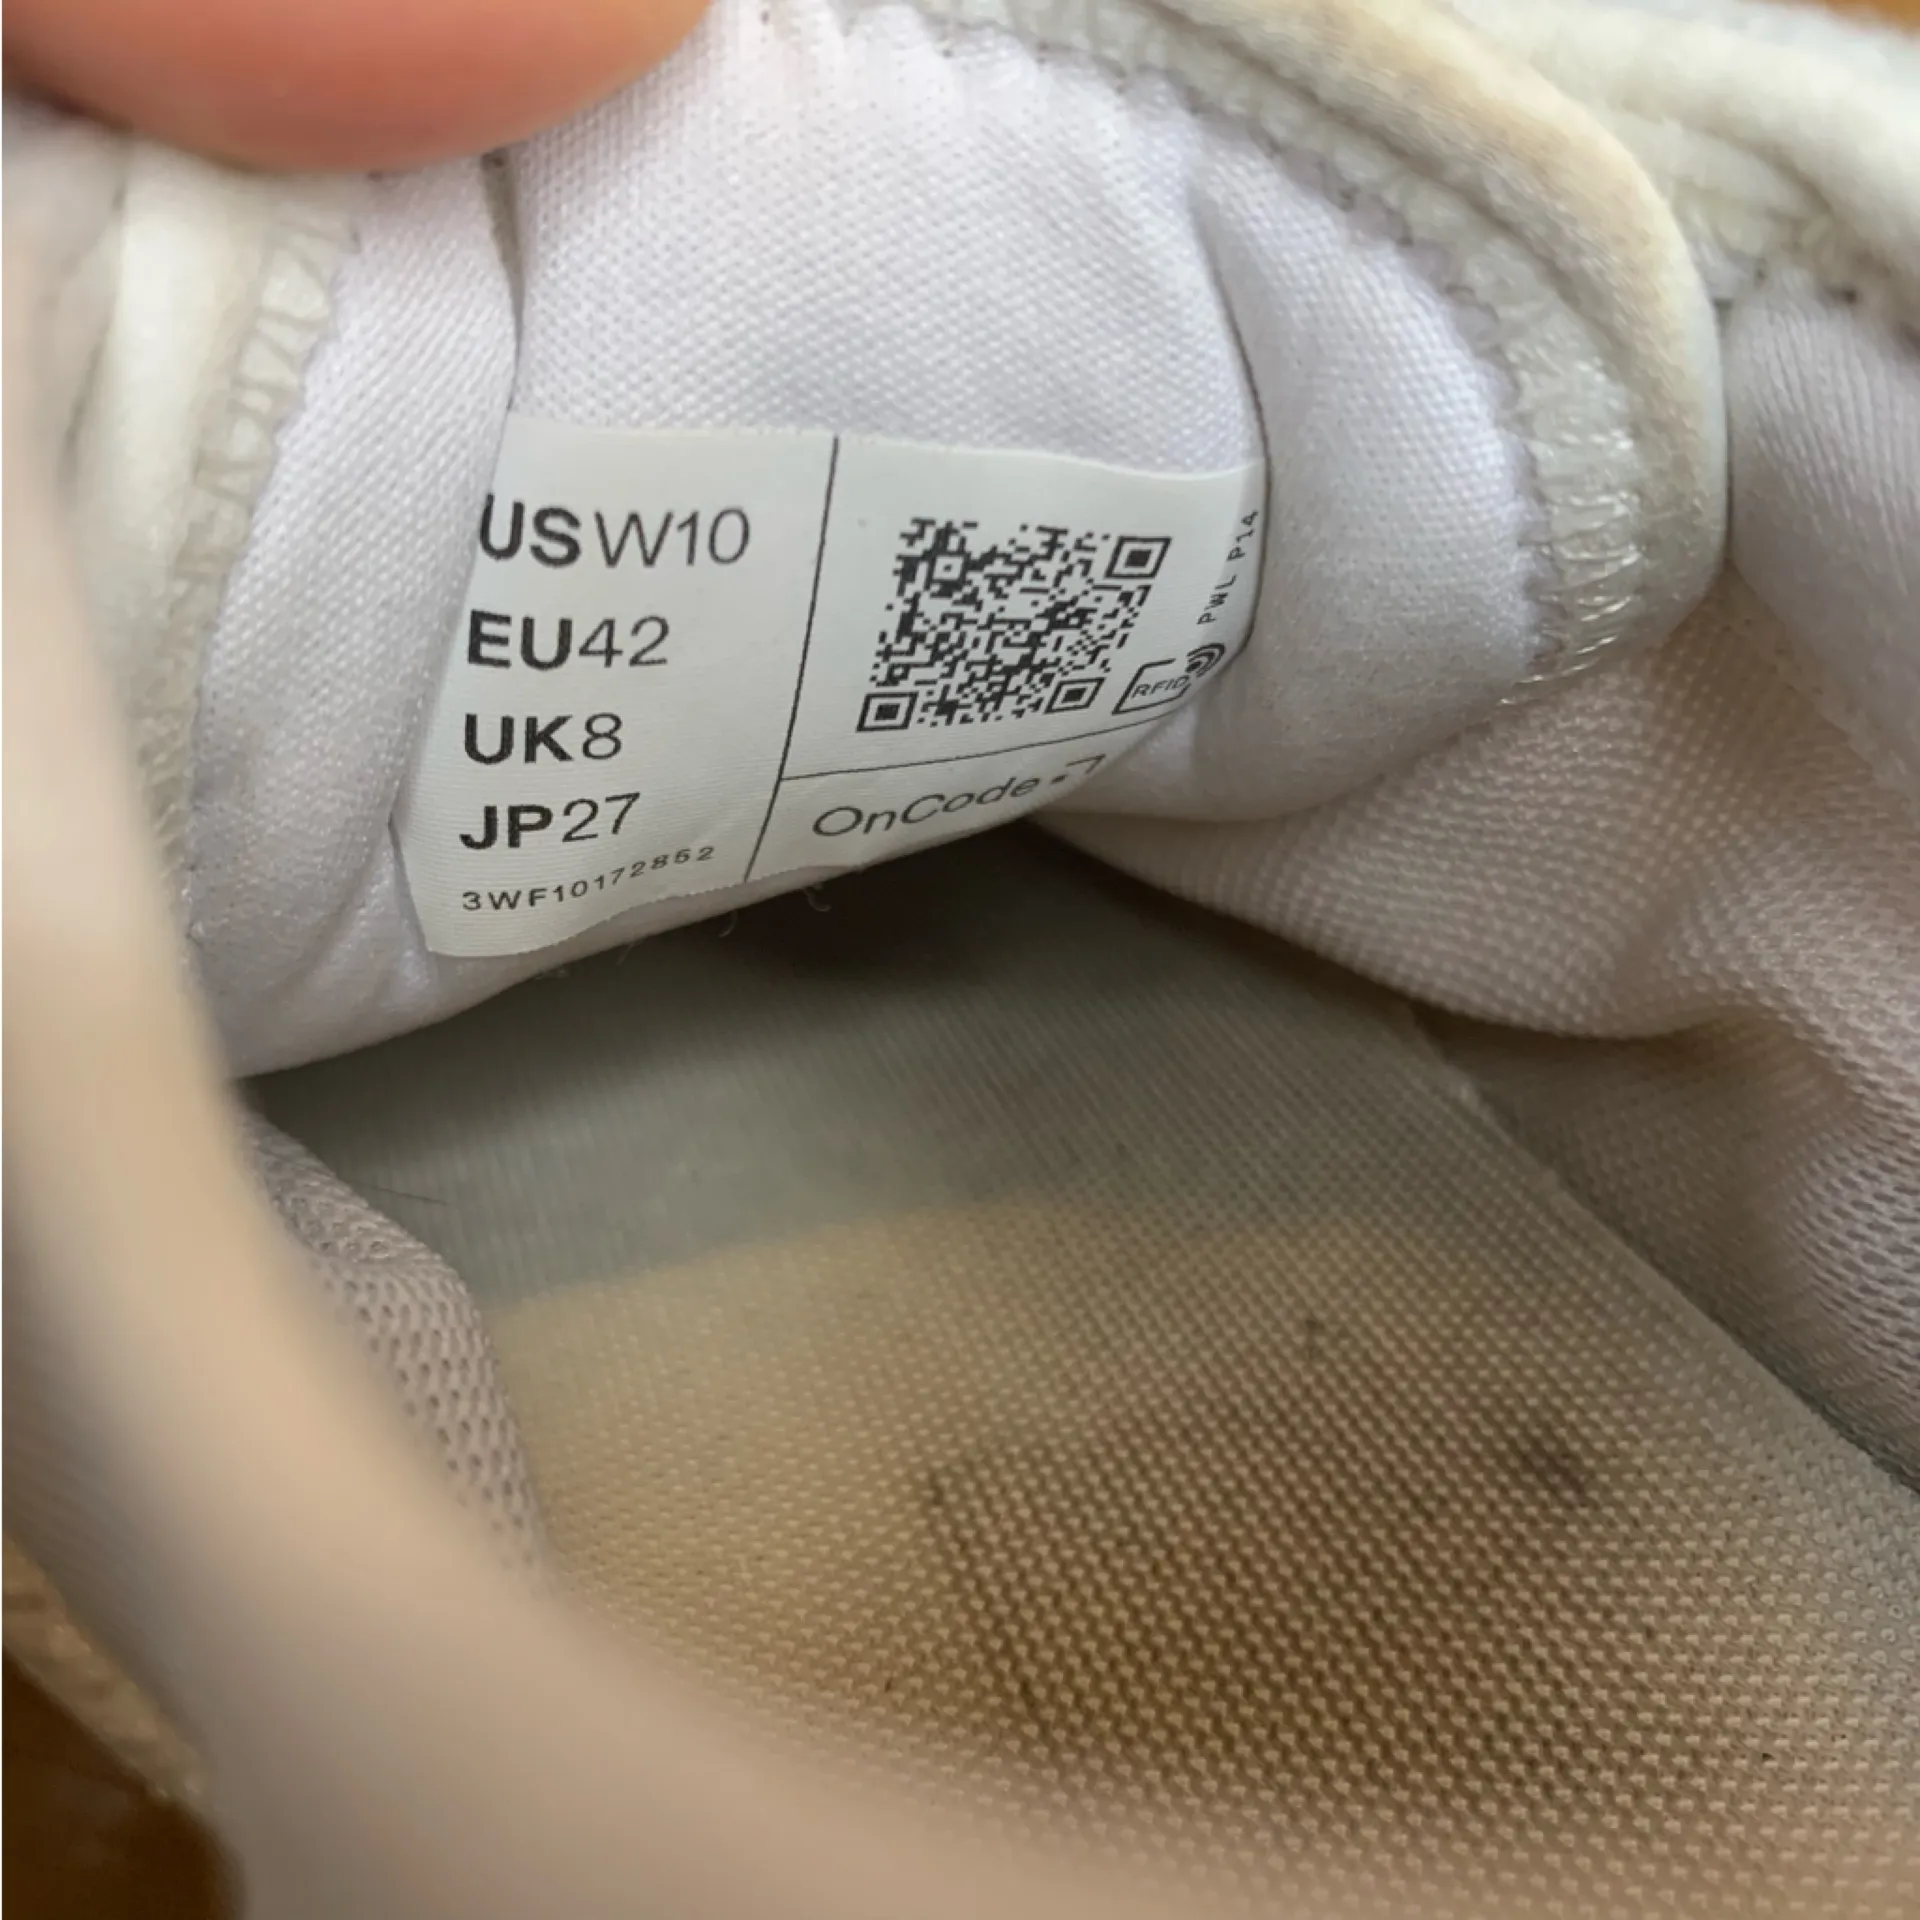 USW10
EU42
UK8
JP27
3WF10172852
PWL P14
RFID
OnCode